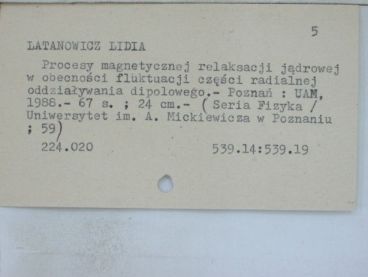 5
LATANOWICZ LIDIA
Procesy magnetycznej relaksacji jądrowej
w obecności fluktuacji części radialnej
oddziaływania dipolowego.- Poznań : UAM,
1988.- 67 s. ; 24 cm.- ( Seria Fizyka /
Uniwersytet im. A. Mickiewicza w Poznaniu
; 59)
224.020 539.14:539.19